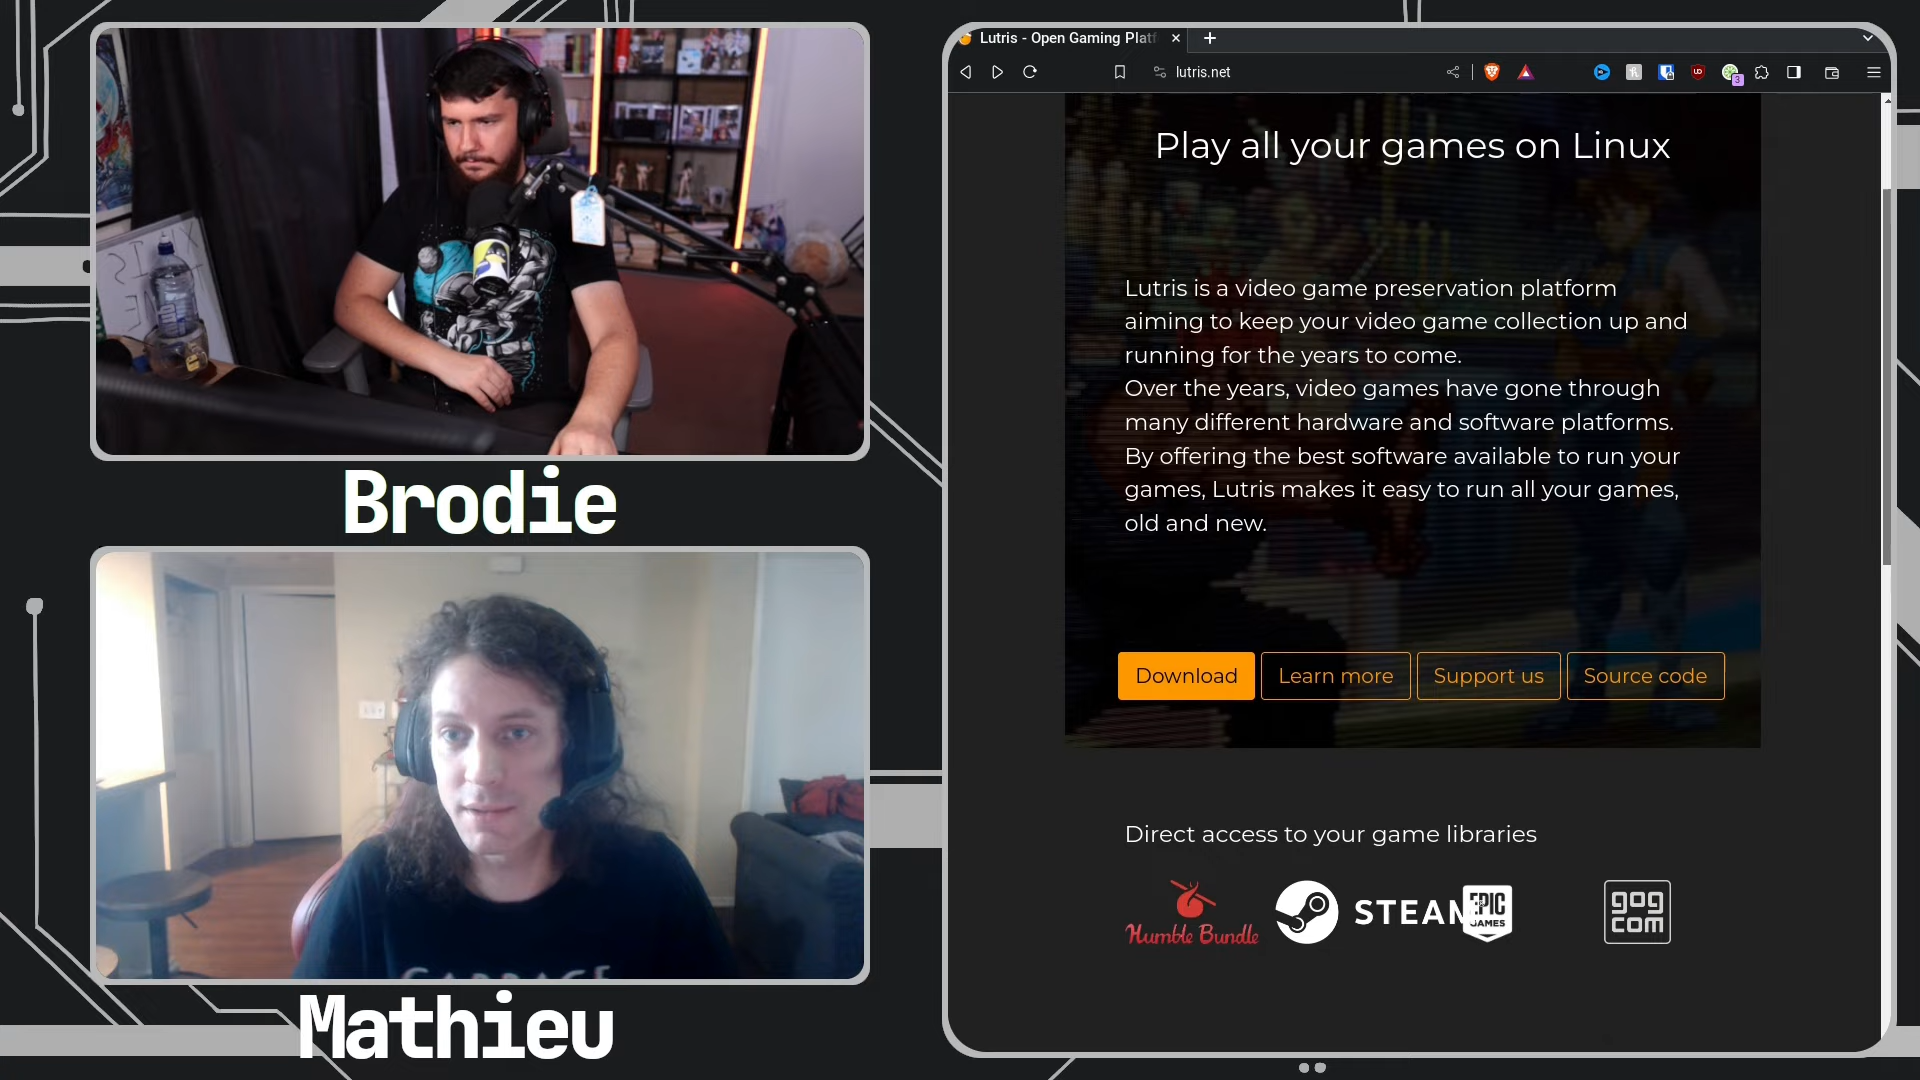 Brodie
Mathieu
Lutris - Open Gaming Platf
lutris.net
3
Play all your games on Linux
Lutris is a video game preservation platform
aiming to keep your video game collection up and
running for the years to come.
Over the years, video games have gone through
many different hardware and software platforms.
By offering the best software available to run your
games, Lutris makes it easy to run all your games,
old and new.
Download
Learn more
Support us
Source code
Direct access to your game libraries
Humble Bundle
STEAM
EPIC
GAMES
gog
com